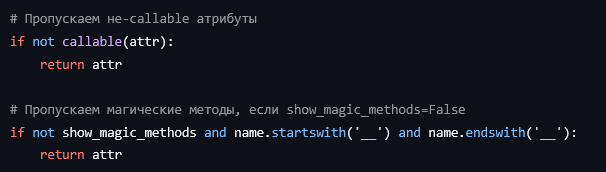 # Пропускаем не-callable атрибуты
if not callable(attr):
    return attr

# Пропускаем магические методы, если show_magic_methods=False
if not show_magic_methods and name.startswith('__') and name.endswith('__'):
    return attr